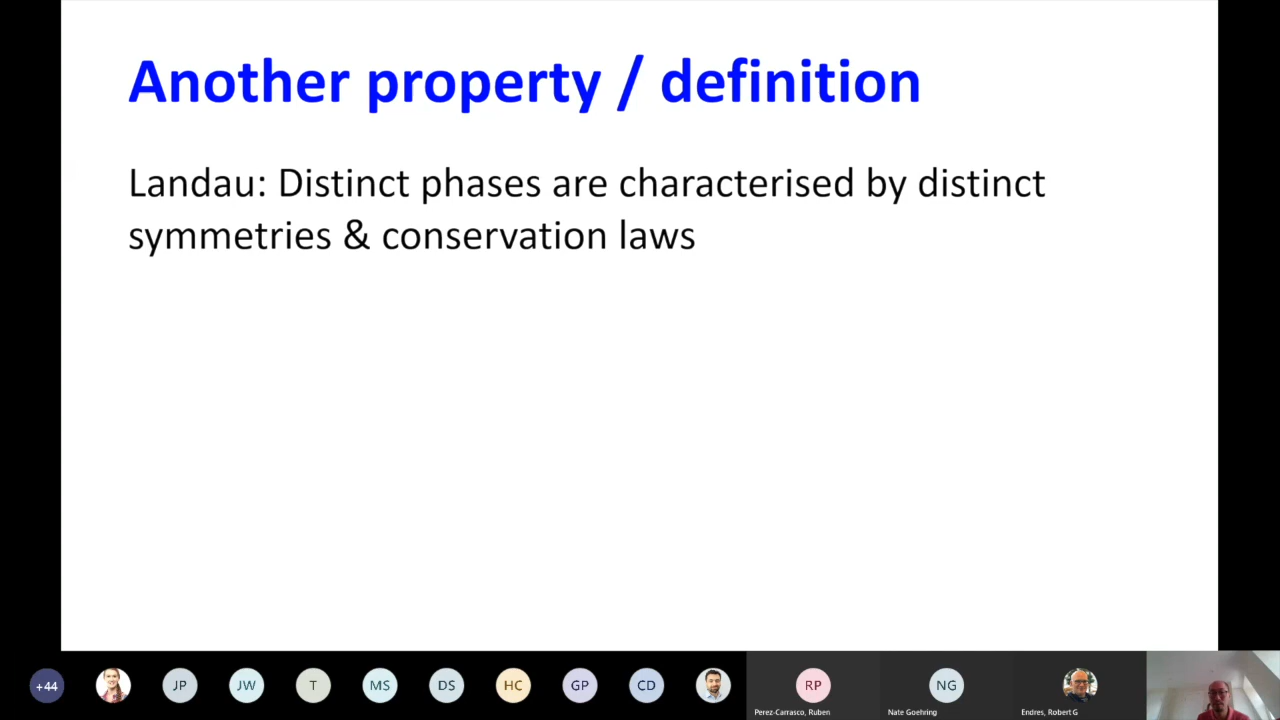 Another property / definition
Landau: Distinct phases are characterised by distinct
symmetries & conservation laws
+44
JP
JW
T
MS
DS
HC
GP
CD
RP
NG
Perez-Carrasco, Ruben
Nate Goehring
Endres, Robert G